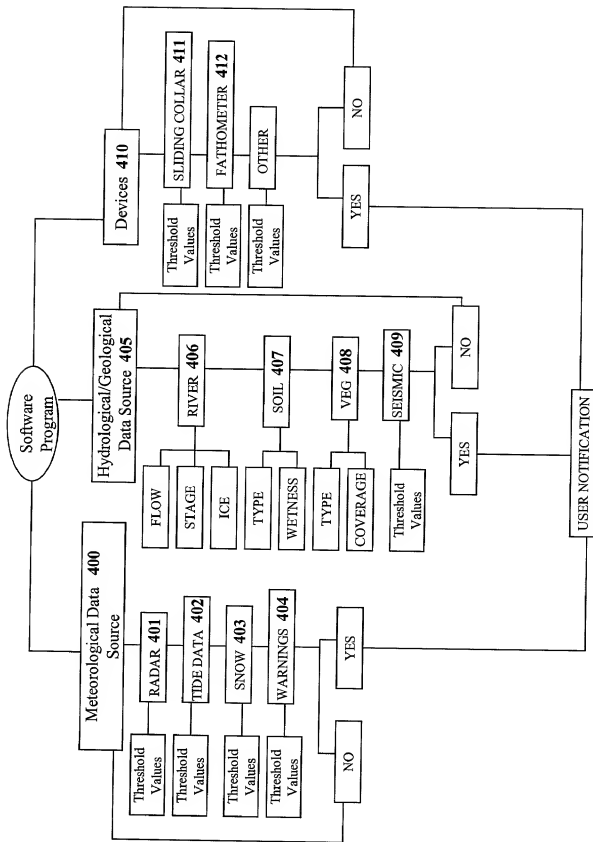 Software
Program
Meteorological Data 400
Source
RADAR 401
Threshold
Values
TIDE DATA 402
Threshold
Values
SNOW 403
Threshold
Values
WARNINGS 404
Threshold
Values
NO
YES
Hydrological/Geological
Data Source 405
RIVER 406
FLOW
STAGE
ICE
SOIL 407
TYPE
WETNESS
VEG 408
TYPE
COVERAGE
SEISMIC 409
Threshold
Values
YES
NO
Devices 410
SLIDING COLLAR 411
Threshold
Values
FATHOMETER 412
Threshold
Values
OTHER
Threshold
Values
YES
NO
USER NOTIFICATION